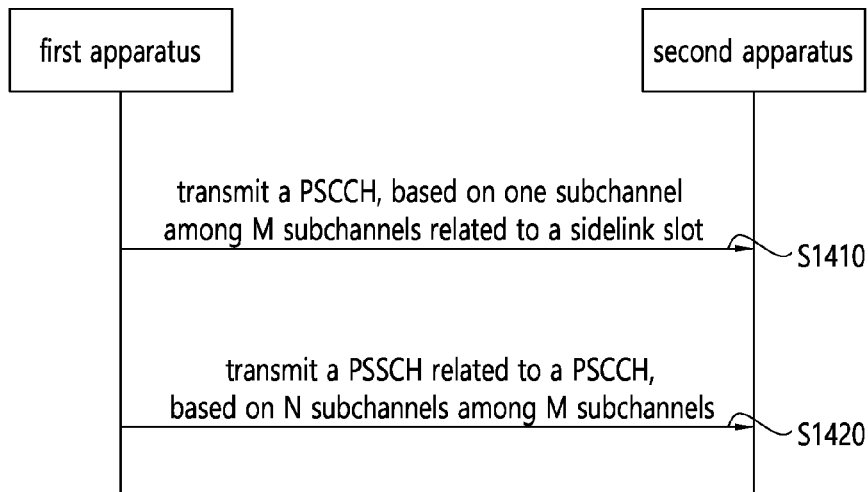 first apparatus
second apparatus
transmit a PSCCH, based on one subchannel
among M subchannels related to a sidelink slot
S1410
transmit a PSSCH related to a PSCCH,
based on N subchannels among M subchannels
S1420